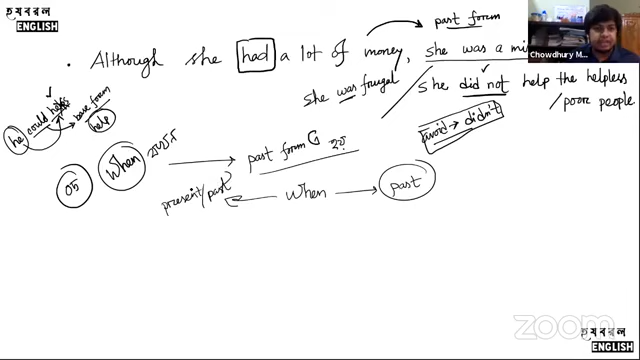 হ য ব র ল
ENGLISH
past form
Although she had a lot of money, she was a mi
Chowdhury M...
she was frugal / she did not help the helpless
/poor people
he could help
base form
help
avoid → didn't
05 When past form
present/past ← When → past
zoom
হ য ব র ল
ENGLISH